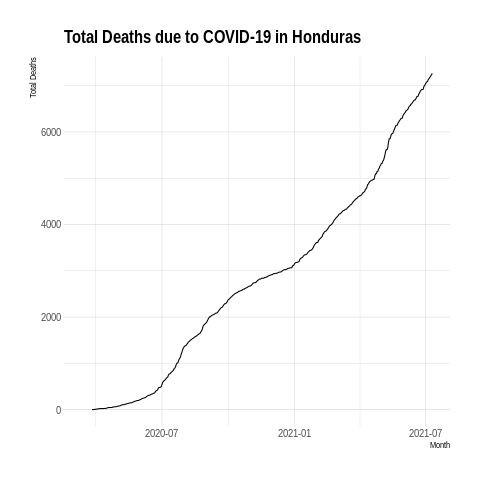 Total Deaths due to COVID-19 in Honduras
Total Deaths
6000
4000
2000
0
2020-07
2021-01
2021-07
Month